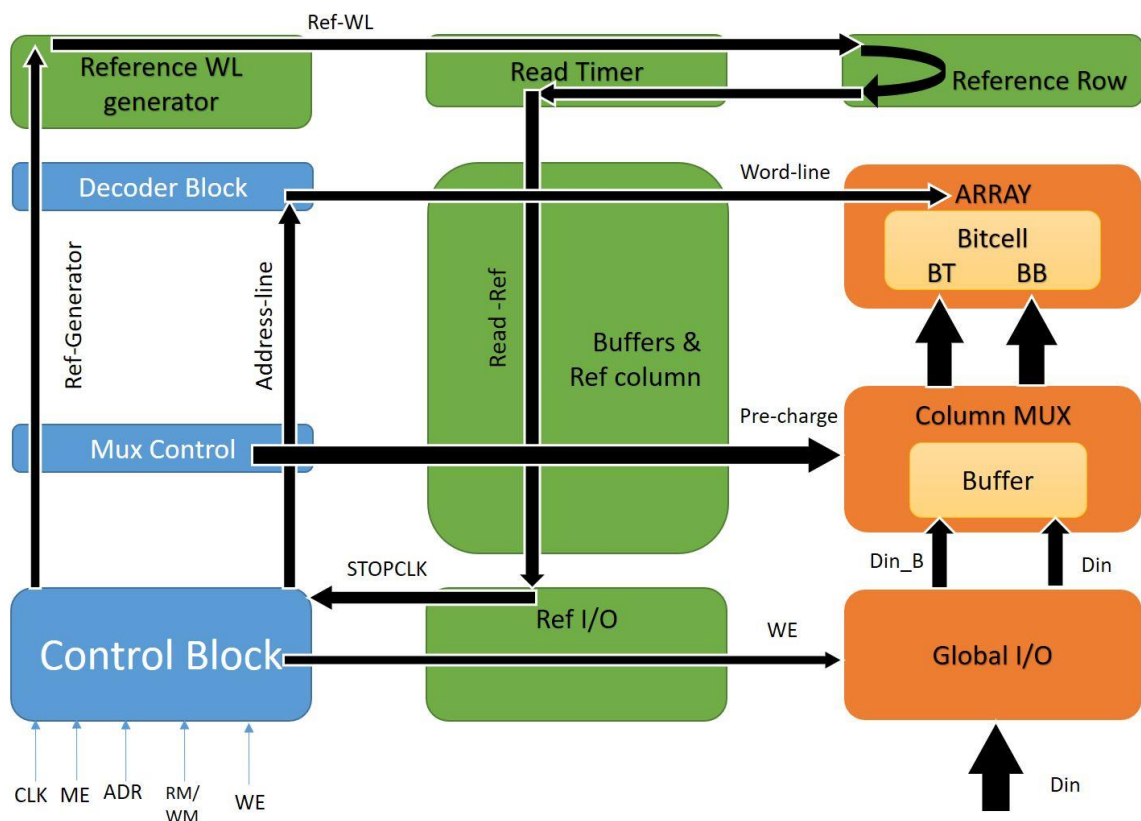 Ref-WL
Reference WL
generator
Read Timer
Reference Row
Decoder Block
Word-line
ARRAY
Bitcell
BT
BB
Ref-Generator
Address-line
Read -Ref
Buffers &
Ref column
Mux Control
Pre-charge
Column MUX
Buffer
STOPCLK
Din_B
Din
Control Block
Ref I/O
WE
Global I/O
CLK
ME
ADR
RM/
WM
WE
Din